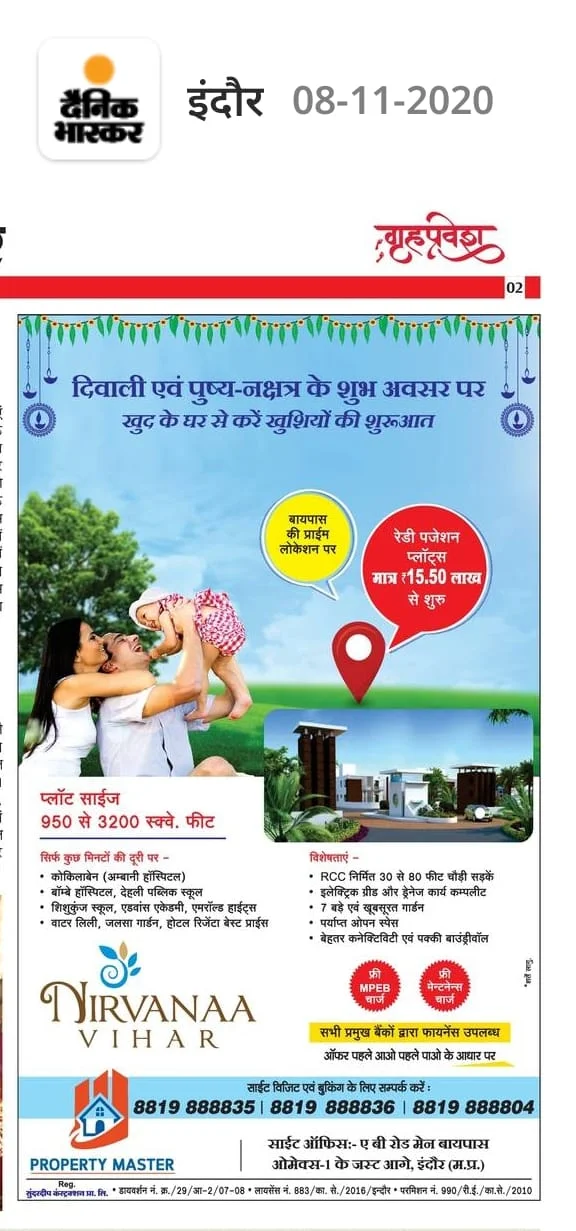 दैनिक
भास्कर
इंदौर 08-11-2020
गृहप्रवेश
02
दिवाली एवं पुष्य-नक्षत्र के शुभ अवसर पर
खुद के घर से करें खुशियों की शुरूआत
बायपास
की प्राईम
लोकेशन पर
रेडी पजेशन
प्लॉट्स
मात्र ₹15.50 लाख
से शुरु
प्लॉट साईज
950 से 3200 स्क्वे. फीट
सिर्फ कुछ मिनटों की दूरी पर –
• कोकिलाबेन (अम्बानी हॉस्पिटल)
• बॉम्बे हॉस्पिटल, देहली पब्लिक स्कूल
• शिशुकुंज स्कूल, एडवांस एकेडमी, एमरॉल्ड हाईट्स
• वाटर लिली, जलसा गार्डन, होटल रिजेंटा बेस्ट प्राईस
विशेषताएं –
• RCC निर्मित 30 से 80 फीट चौड़ी सड़कें
• इलेक्ट्रिक ग्रीड और ड्रेनेज कार्य कम्पलीट
• 7 बड़े एवं खूबसूरत गार्डन
• पर्याप्त ओपन स्पेस
• बेहतर कनेक्टिविटी एवं पक्की बाउंड्रीवॉल
*शर्तें लागू.
NIRVANAA
VIHAR
फ्री
MPEB
चार्ज
फ्री
मेन्टनेन्स
चार्ज
सभी प्रमुख बैंकों द्वारा फायनेंस उपलब्ध
ऑफर पहले आओ पहले पाओ के आधार पर
साईट विजिट एवं बुकिंग के लिए सम्पर्क करें :
8819 888835 | 8819 888836 | 8819 888804
PROPERTY MASTER
साईट ऑफिस:- ए बी रोड मेन बायपास
ओमेक्स-1 के जस्ट आगे, इंदौर (म.प्र.)
Reg.
सुंदरदीप कंस्ट्रक्शन प्रा. लि. • डायवर्शन नं. क्र./29/आ-2/07-08 • लायसेंस नं. 883/का. से./2016/इन्दौर • परमिशन नं. 990/री.ई./का.से./2010